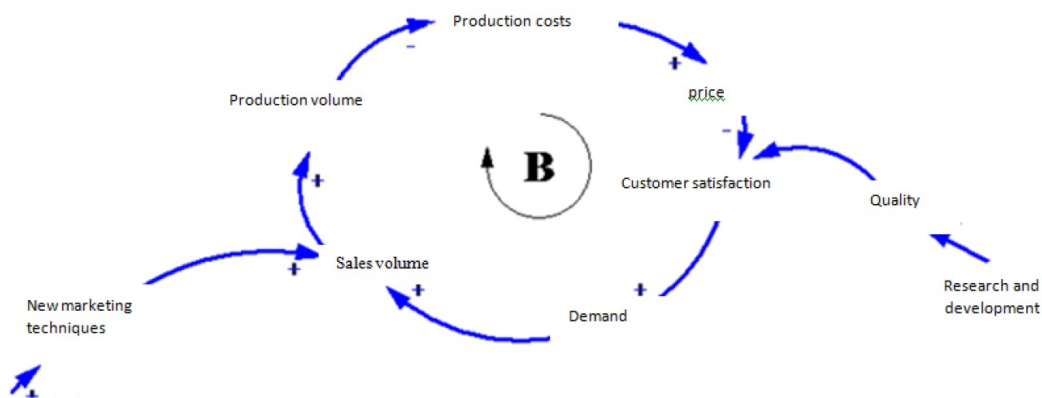 Production costs
-
+
Production volume
price
-
B
Customer satisfaction
+
Quality
Sales volume
+
Research and
development
New marketing
techniques
+
+
Demand
+